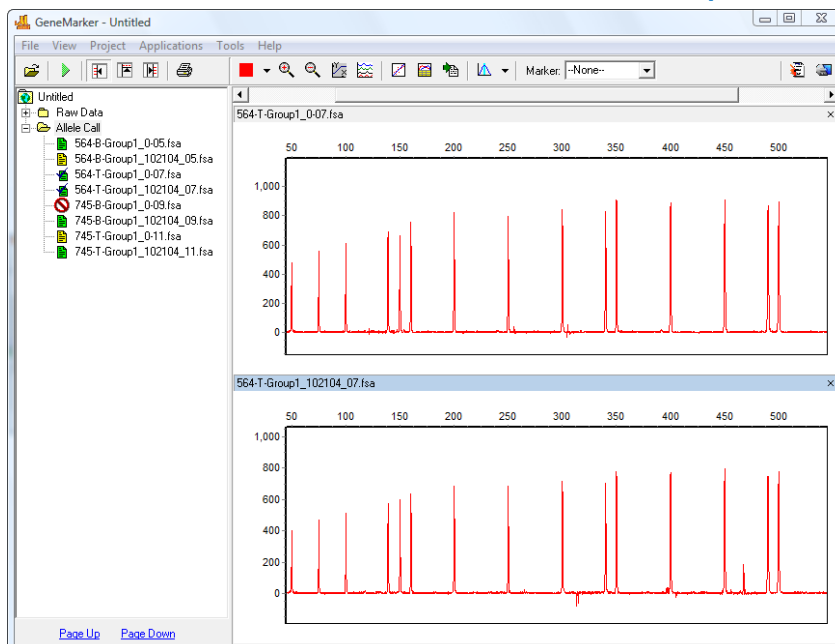 GeneMarker - Untitled
File View Project Applications Tools Help
Marker: --None--
Untitled
Raw Data
Allele Call
564-B-Group1_0-05.fsa
564-B-Group1_102104_05.fsa
564-T-Group1_0-07.fsa
564-T-Group1_102104_07.fsa
745-B-Group1_0-09.fsa
745-B-Group1_102104_09.fsa
745-T-Group1_0-11.fsa
745-T-Group1_102104_11.fsa
Page Up Page Down
564-T-Group1_0-07.fsa
50 100 150 200 250 300 350 400 450 500
1,000
800
600
400
200
0
564-T-Group1_102104_07.fsa
50 100 150 200 250 300 350 400 450 500
1,000
800
600
400
200
0